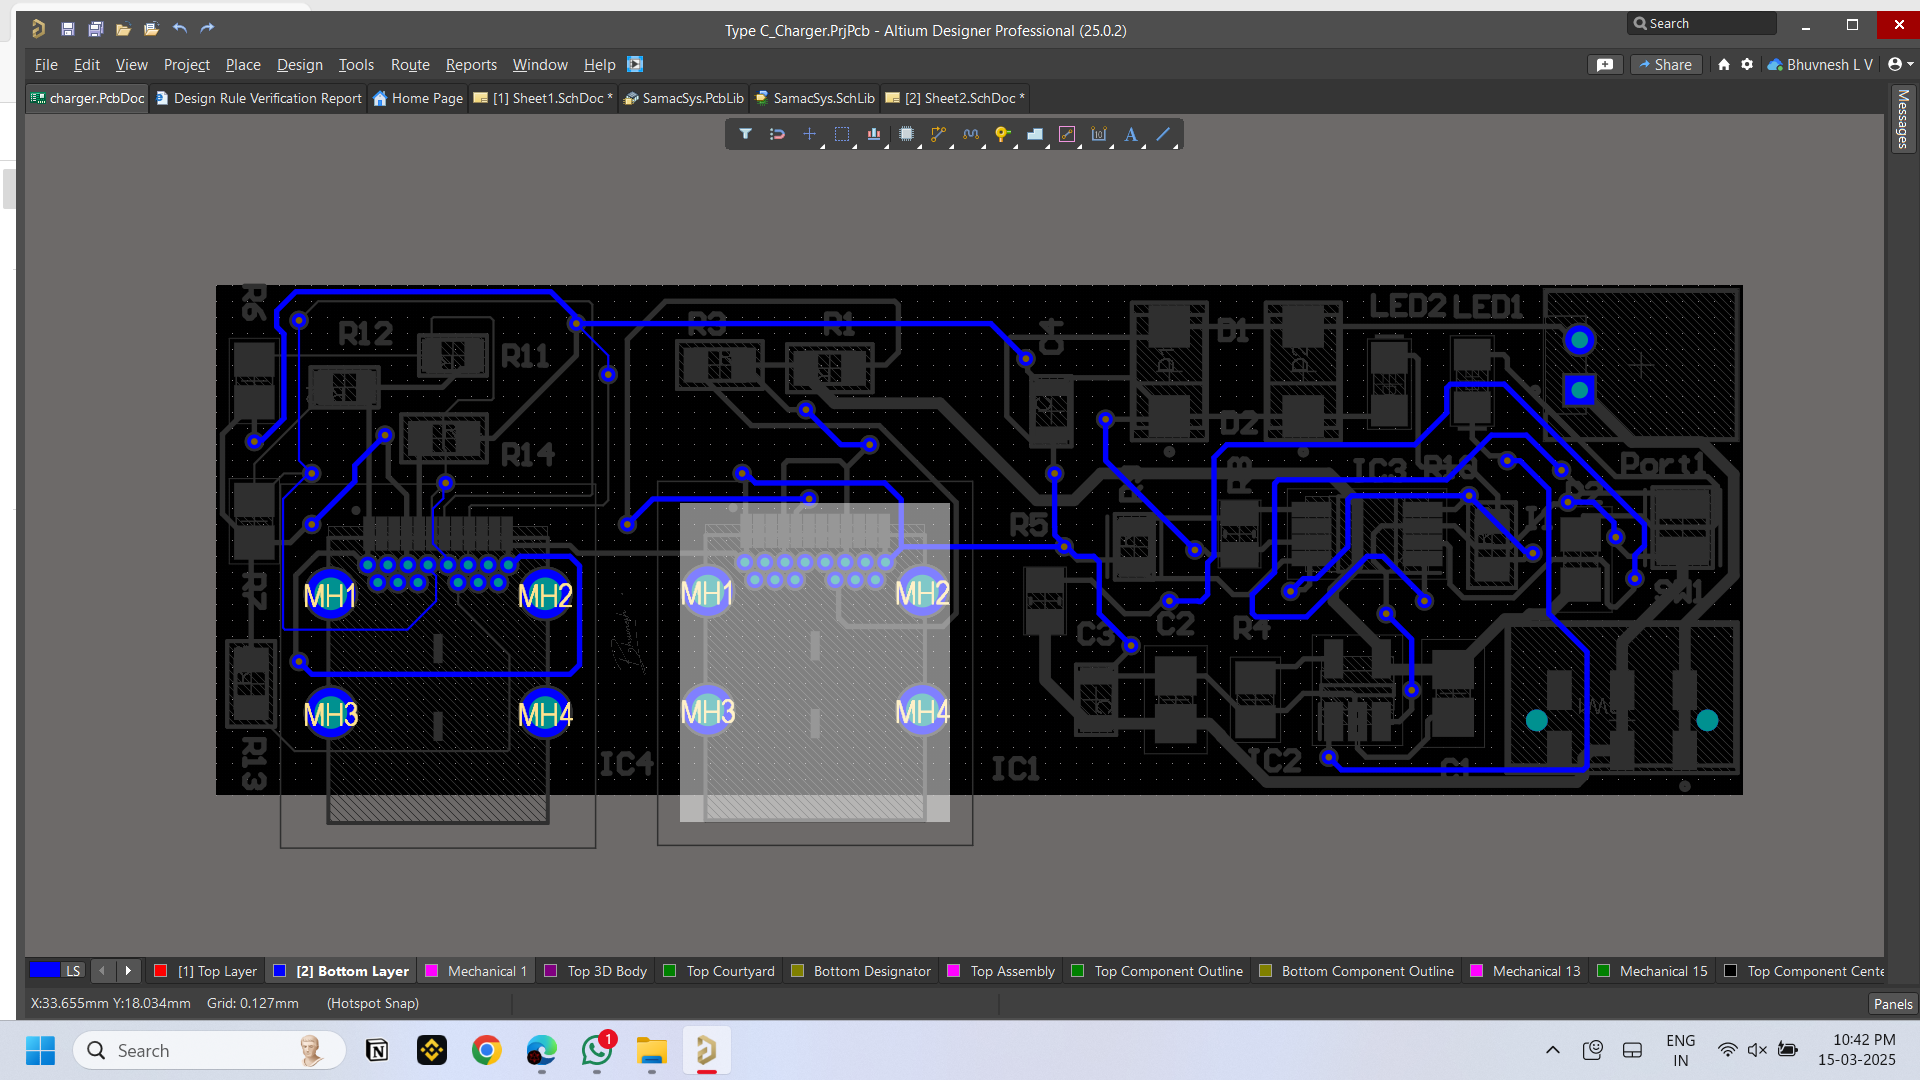 Type C_Charger.PrjPcb - Altium Designer Professional (25.0.2)
Search
File Edit View Project Place Design Tools Route Reports Window Help
Share
Bhuvnesh L V
charger.PcbDoc
Design Rule Verification Report
Home Page
[1] Sheet1.SchDoc *
SamacSys.PcbLib
SamacSys.SchLib
[2] Sheet2.SchDoc *
Messages
R6
R12
R11
R14
R3
R1
D1
D1
D2
LED2
LED1
Port1
R5
IC3
R7
MH1
MH2
MH1
MH2
C3
C2
R4
SW1
MH3
MH4
MH3
MH4
R13
IC4
IC1
IC2
C1
LS
[1] Top Layer
[2] Bottom Layer
Mechanical 1
Top 3D Body
Top Courtyard
Bottom Designator
Top Assembly
Top Component Outline
Bottom Component Outline
Mechanical 13
Mechanical 15
Top Component Cente
X:33.655mm Y:18.034mm Grid: 0.127mm (Hotspot Snap)
Panels
Search
1
ENG
IN
10:42 PM
15-03-2025